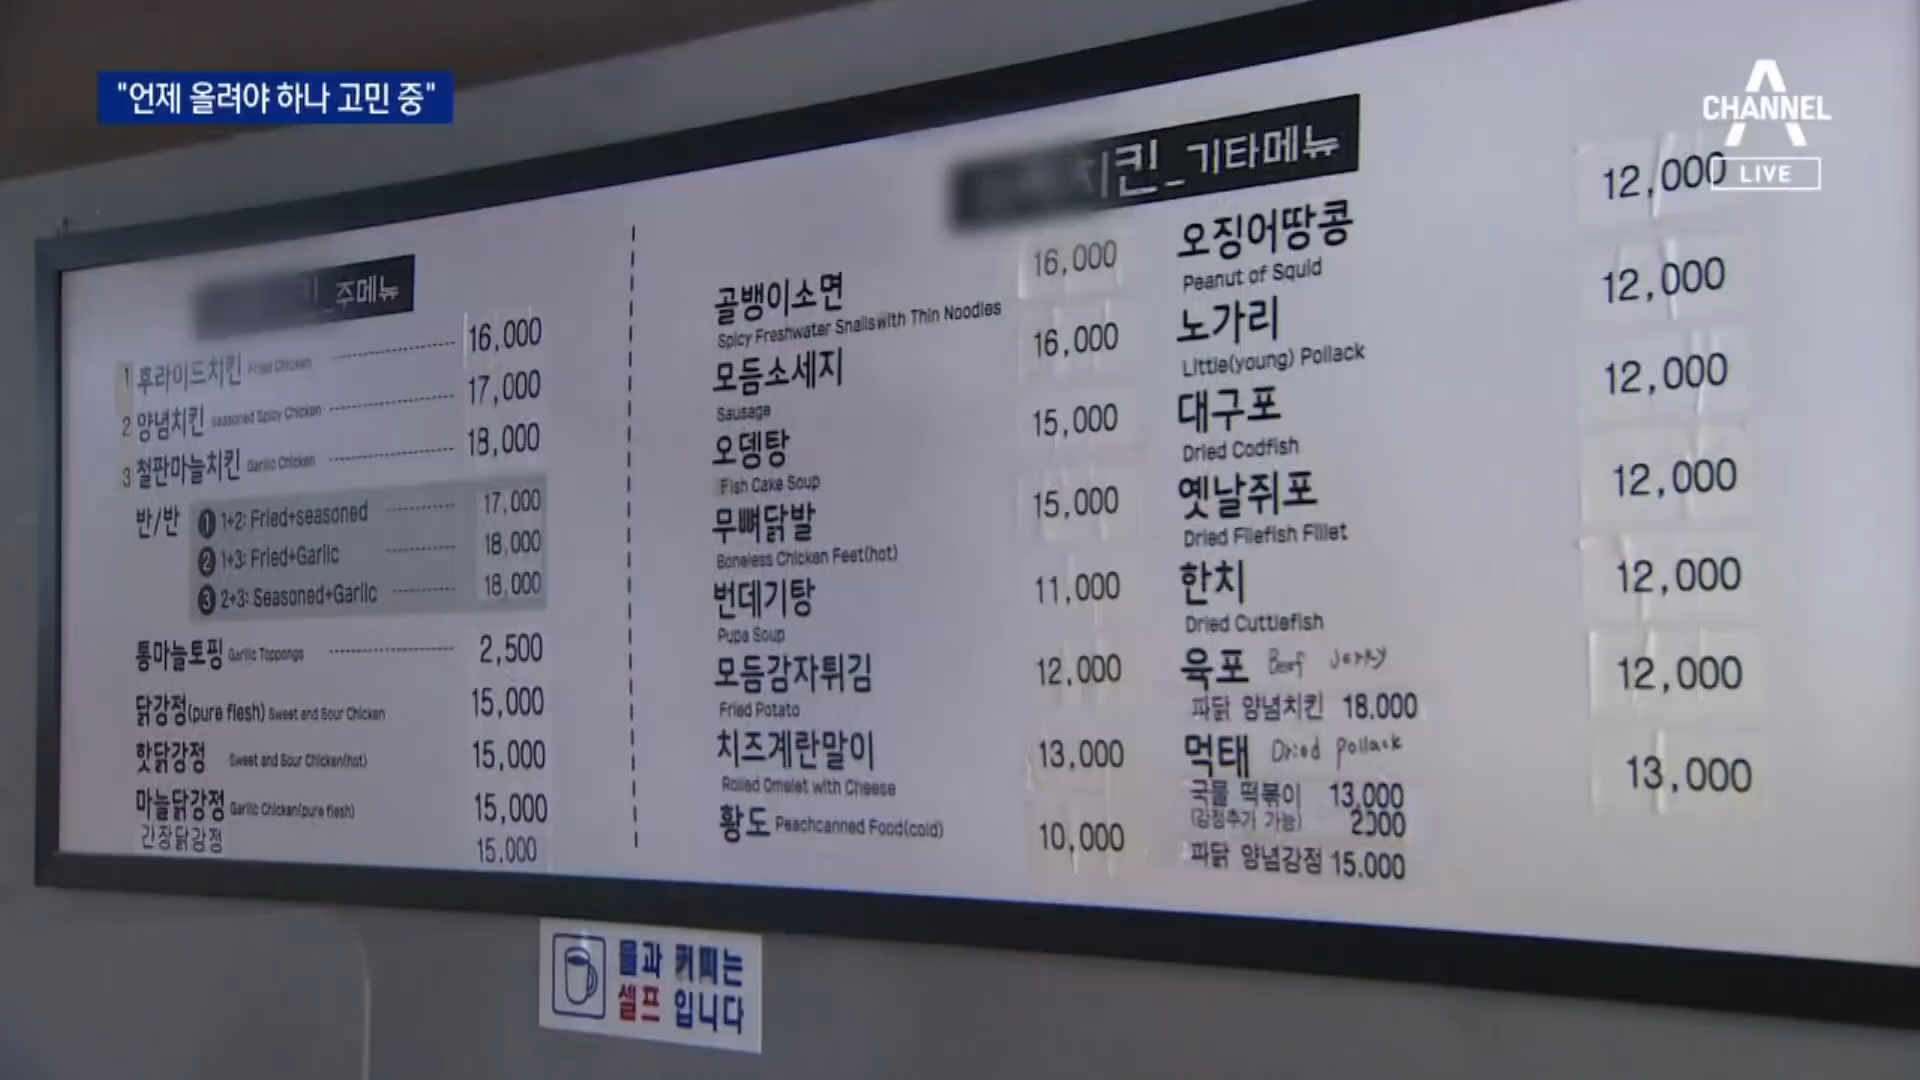 "언제 올려야 하나 고민 중"
CHANNEL A
LIVE
주메뉴
1 후라이드치킨 Fried Chicken 16,000
2 양념치킨 Seasoned Spicy Chicken 17,000
3 철판마늘치킨 Garlic Chicken 18,000
반/반
1 1+2: Fried+seasoned 17,000
2 1+3: Fried+Garlic 18,000
3 2+3: Seasoned+Garlic 18,000
통마늘토핑 Garlic Toppongs 2,500
닭강정(pure flesh) Sweet and Sour Chicken 15,000
핫닭강정 Sweet and Sour Chicken(hot) 15,000
마늘닭강정 Garlic Chicken(pure flesh) 15,000
간장닭강정 15.000
치킨_기타메뉴
골뱅이소면 16,000
Spicy Freshwater Snailswith Thin Noodles
모듬소세지 16,000
Sausage
오뎅탕 15,000
Fish Cake Soup
무뼈닭발 15,000
Boneless Chicken Feet(hot)
번데기탕 11,000
Pupa Soup
모듬감자튀김 12,000
Fried Potato
치즈계란말이 13,000
Rolled Omelet with Cheese
황도 Peachcanned Food(cold) 10,000
오징어땅콩 12,000
Peanut of Squid
노가리 12,000
Little(young) Pollack
대구포 12,000
Dried Codfish
옛날쥐포 12,000
Dried Filefish Fillet
한치 12,000
Dried Cuttlefish
육포 Beef Jerky 12,000
파닭 양념치킨 18.000
먹태 Dried Pollack 13,000
국물 떡볶이 13,000
(감정추가 가능) 2000
파닭 양념강정 15.000
물과 커피는
셀프 입니다